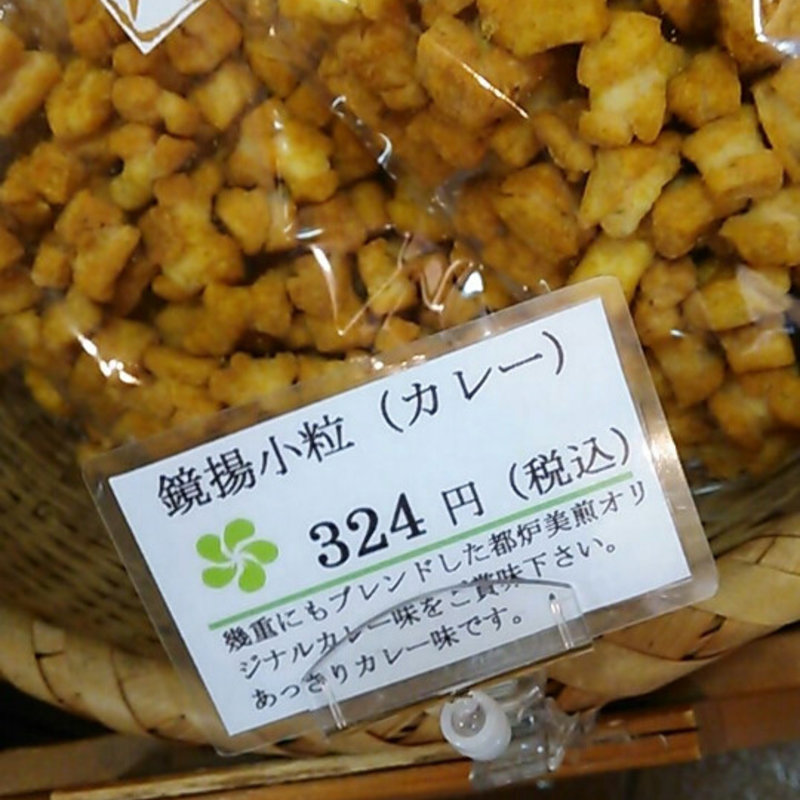 鏡揚小粒（カレー）
324円（税込）
幾重にもブレンドした都炉美煎オリ
ジナルカレー味をご賞味下さい。
あっさりカレー味です。